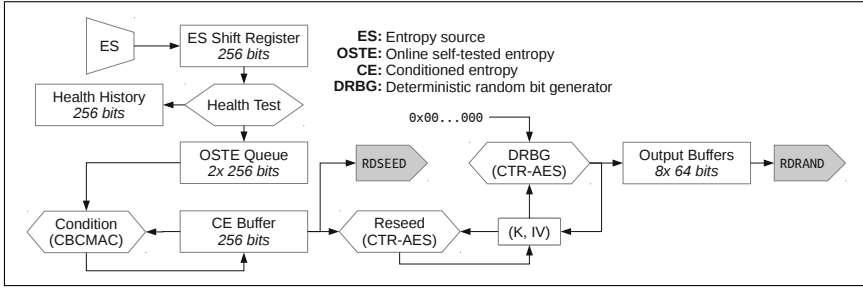 ES
ES Shift Register
256 bits
ES: Entropy source
OSTE: Online self-tested entropy
CE: Conditioned entropy
DRBG: Deterministic random bit generator
Health History
256 bits
Health Test
0x00...000
OSTE Queue
2x 256 bits
RDSEED
DRBG
(CTR-AES)
Output Buffers
8x 64 bits
RDRAND
Condition
(CBCMAC)
CE Buffer
256 bits
Reseed
(CTR-AES)
(K, IV)